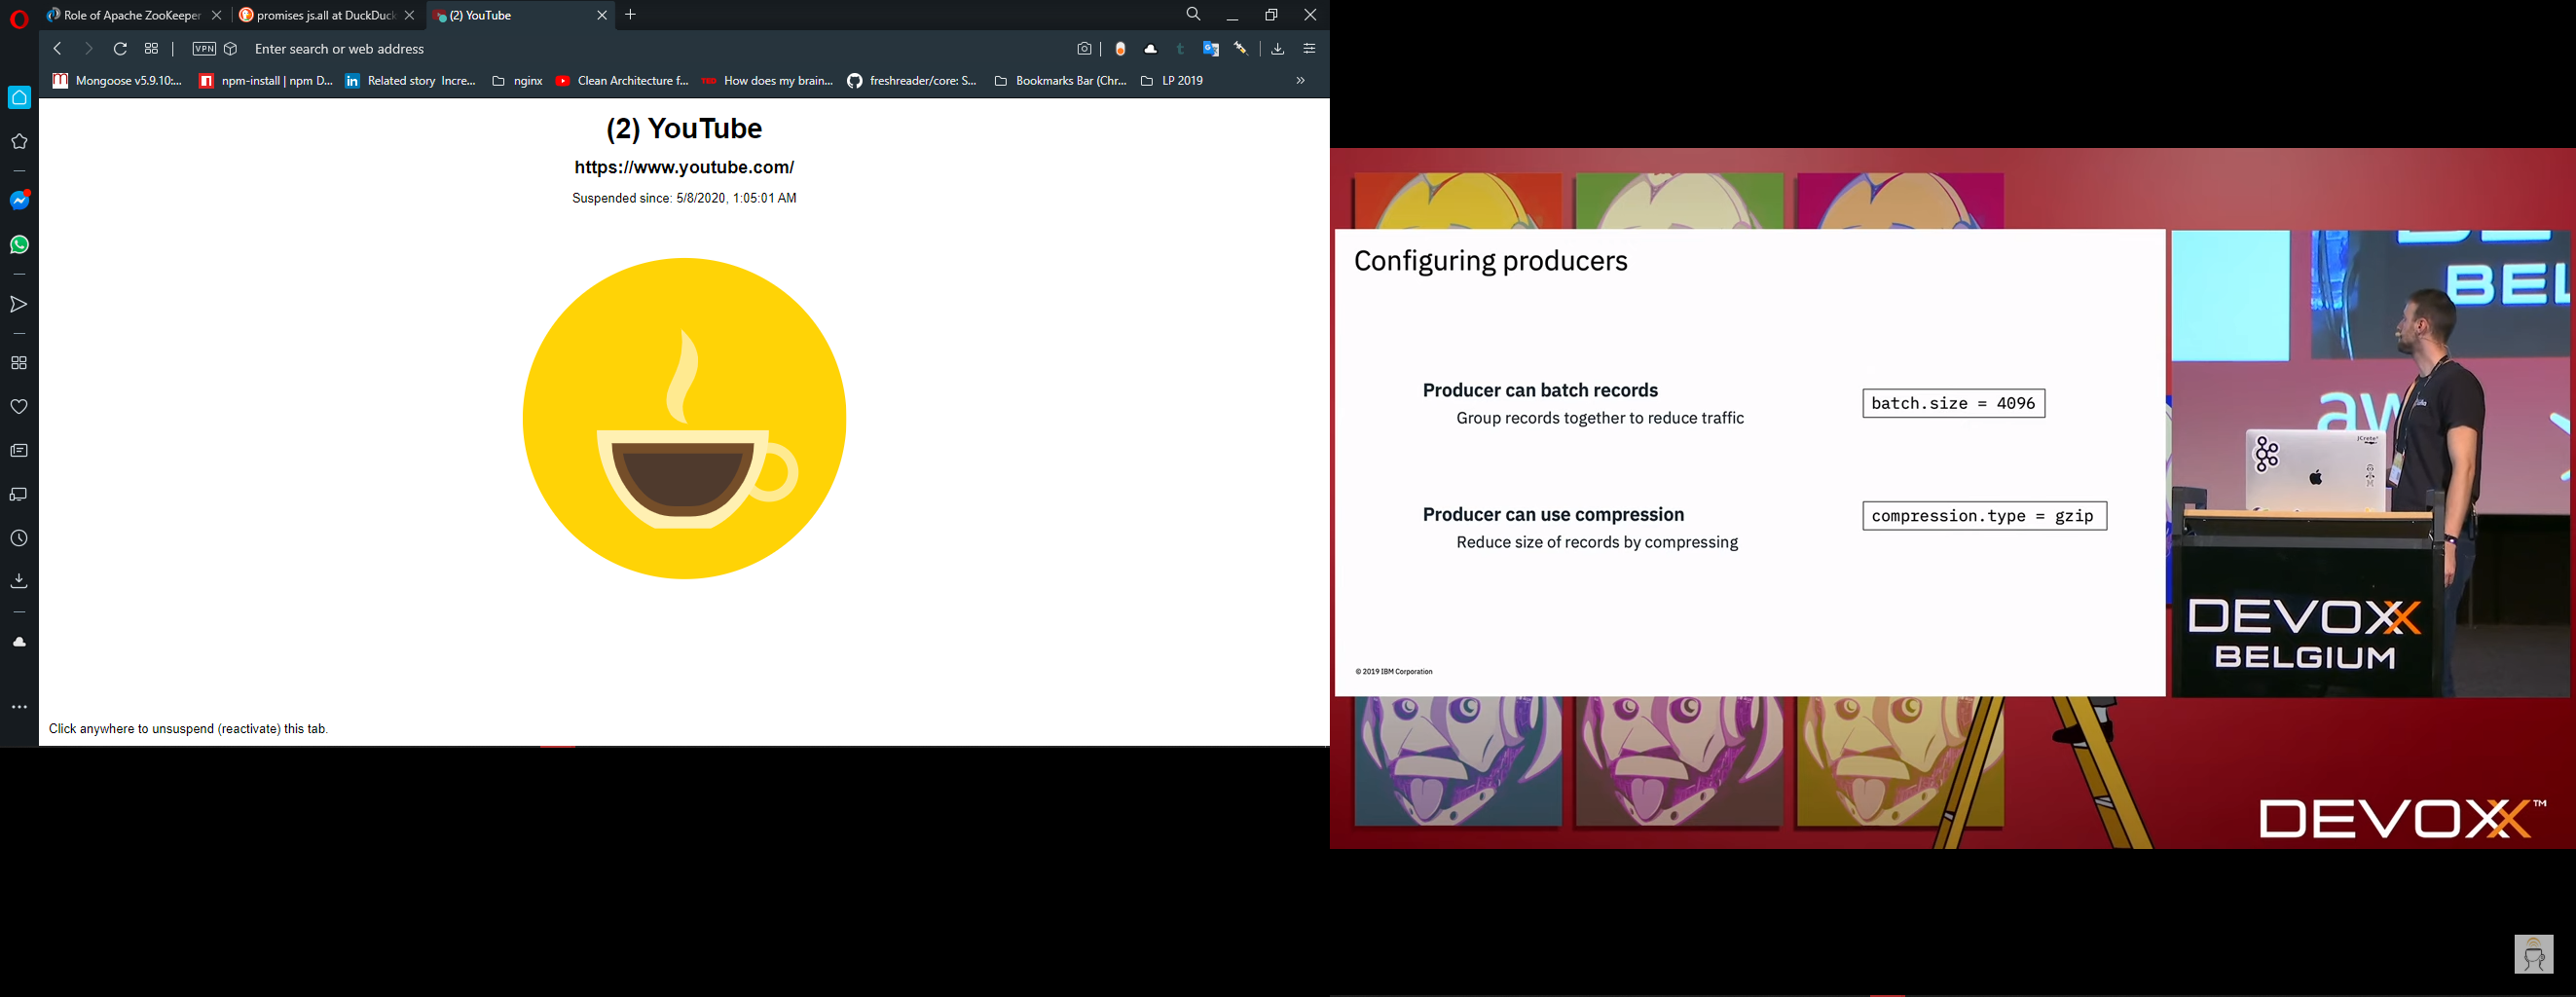 Role of Apache ZooKeeper
promises js.all at DuckDuck
(2) YouTube
VPN
Enter search or web address
Mongoose v5.9.10:...
npm-install | npm D...
in
Related story Incre...
nginx
Clean Architecture f...
TED
How does my brain...
freshreader/core: S...
Bookmarks Bar (Chr...
LP 2019
(2) YouTube
https://www.youtube.com/
Suspended since: 5/8/2020, 1:05:01 AM
Click anywhere to unsuspend (reactivate) this tab.
Configuring producers
Producer can batch records
Group records together to reduce traffic
batch.size = 4096
Producer can use compression
Reduce size of records by compressing
compression.type = gzip
© 2019 IBM Corporation
BEL
aw
DEVOXX
BELGIUM
DEVOXX™